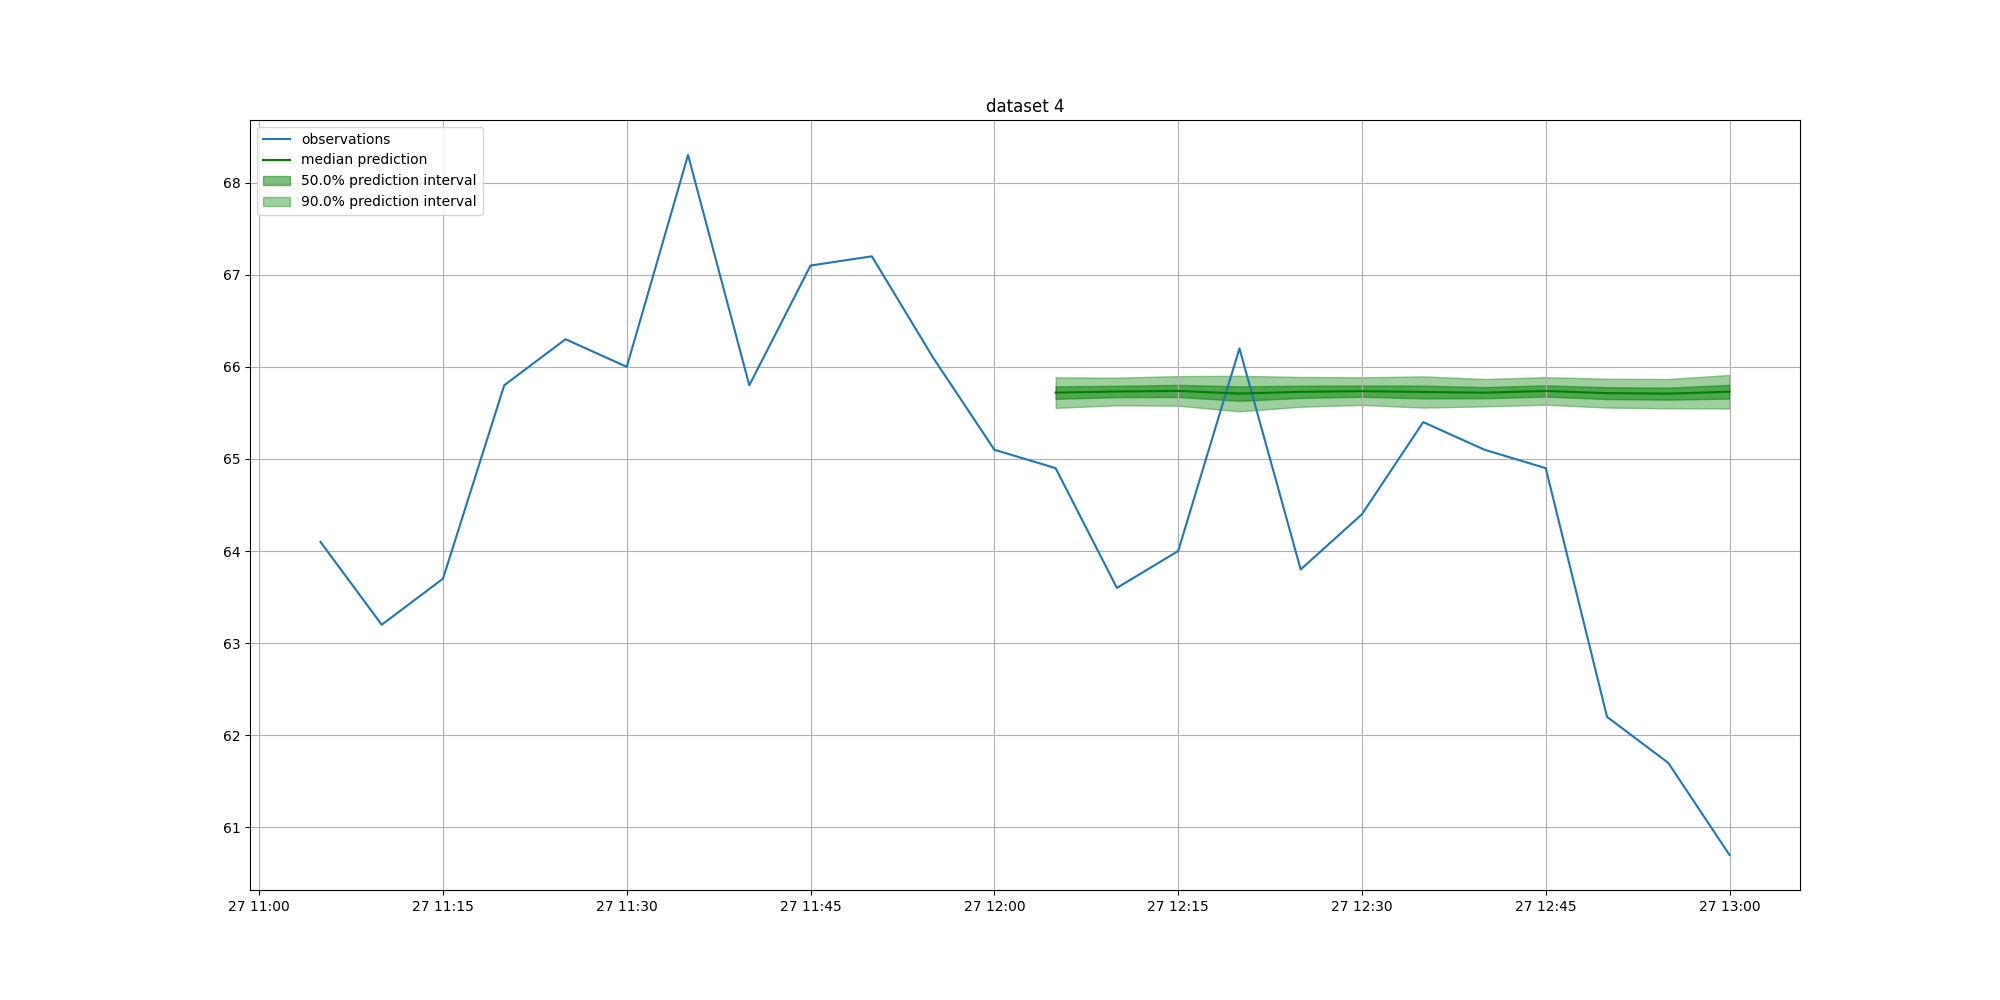 dataset 4
observations
median prediction
50.0% prediction interval
90.0% prediction interval
68
67
66
65
64
63
62
61
27 11:00 27 11:15 27 11:30 27 11:45 27 12:00 27 12:15 27 12:30 27 12:45 27 13:00